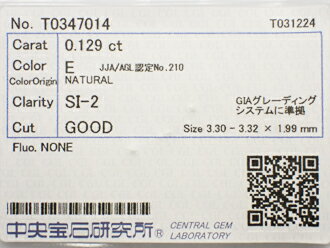 No. T0347014 T031224
Carat 0.129 ct
Color E JJA/AGL認定No.210
ColorOrigin NATURAL
Clarity SI-2 GIAグレーディング
システムに準拠
Cut GOOD Size 3.30 - 3.32 × 1.99 mm
Fluo. NONE
中央宝石研究所® CENTRAL GEM
LABORATORY